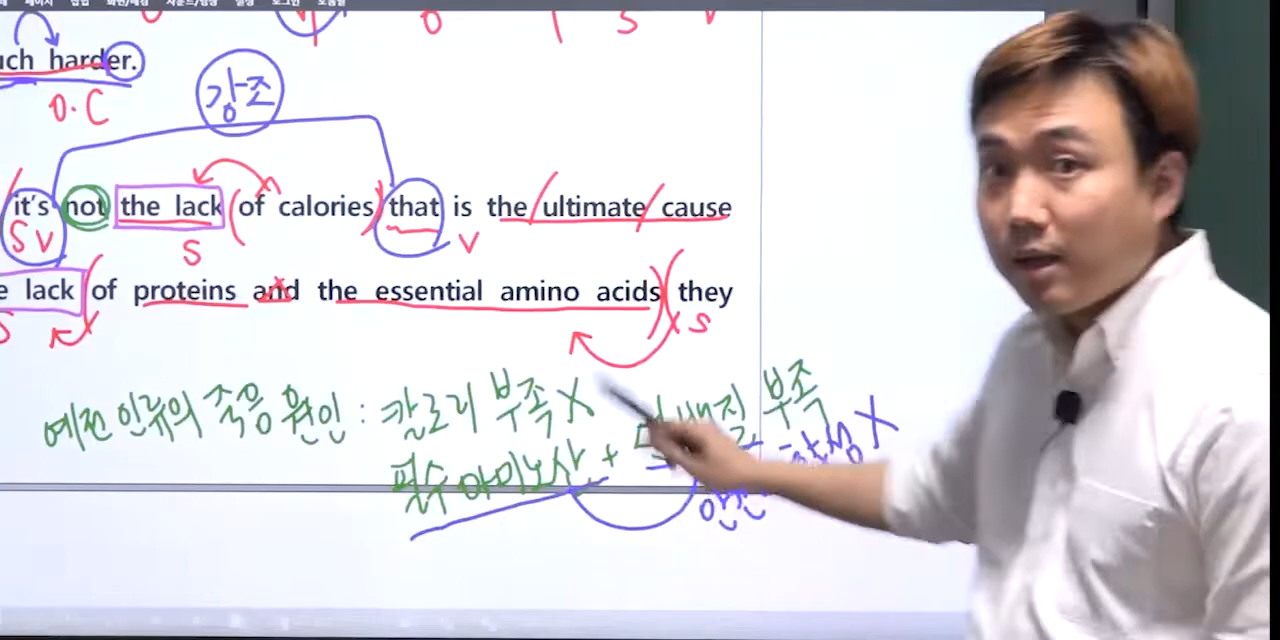 uch harder.
O.C
강조
it's not the lack of calories that is the ultimate cause
S V S V
e lack of proteins and the essential amino acids they
S S
예전 인류의 죽음 원인 : 칼로리 부족 X 부족
필수 아미노산 + X